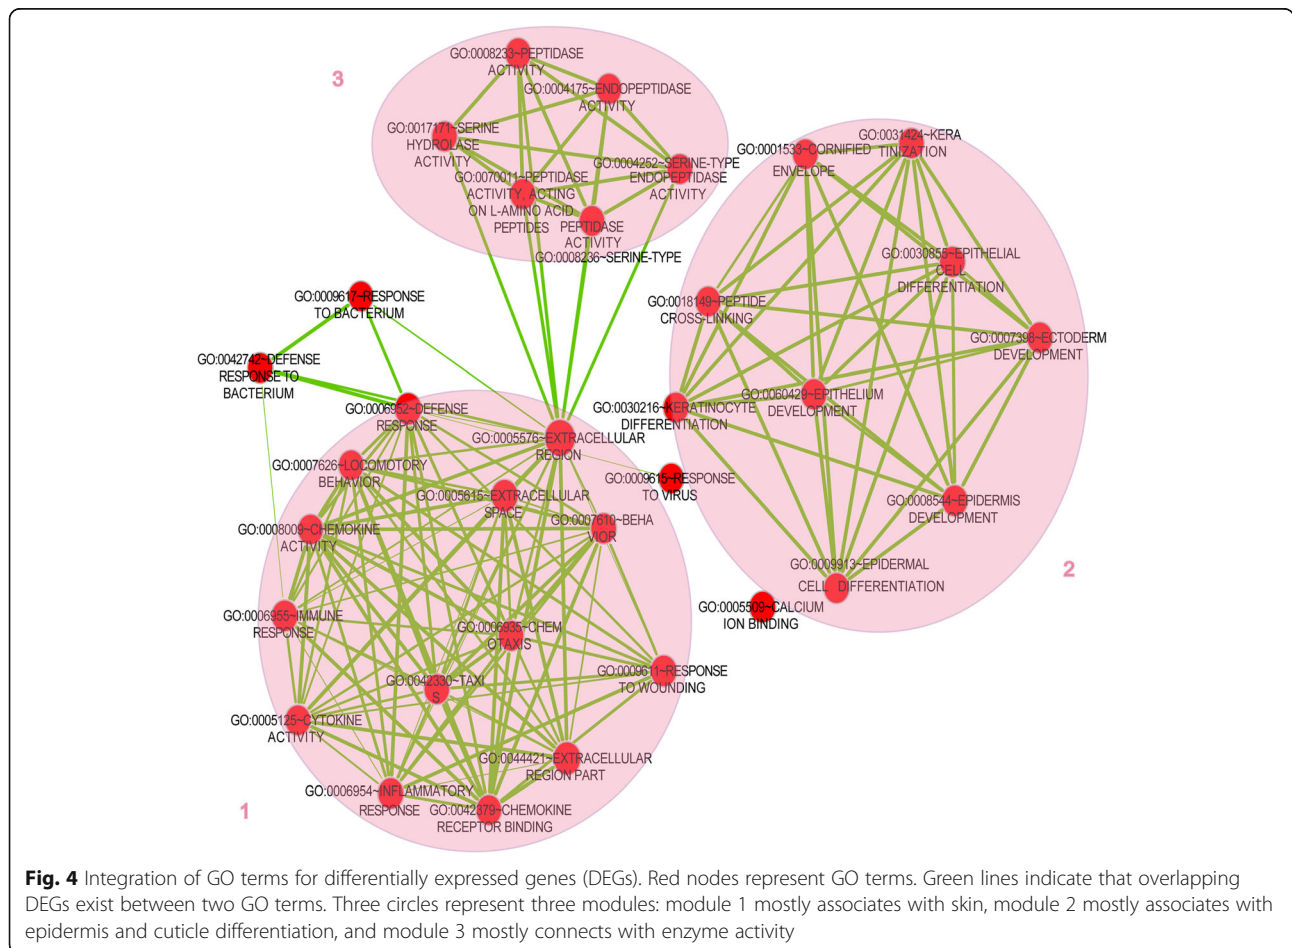 3
GO:0008233~PEPTIDASE
ACTIVITY
GO:0004175~ENDOPEPTIDASE
ACTIVITY
GO:0017171~SERINE
HYDROLASE
ACTIVITY
GO:0004252~SERINE-TYPE
ENDOPEPTIDASE
ACTIVITY
GO:0070011~PEPTIDASE
ACTIVITY, ACTING
ON L-AMINO ACID
PEPTIDES
PEPTIDASE
ACTIVITY
GO:0008236~SERINE-TYPE
GO:0031424~KERA
TINIZATION
GO:0001533~CORNIFIED
ENVELOPE
GO:0030855~EPITHELIAL
CELL
DIFFERENTIATION
GO:0018149~PEPTIDE
CROSS-LINKING
GO:0007398~ECTODERM
DEVELOPMENT
GO:0060429~EPITHELIUM
DEVELOPMENT
GO:0030216~KERATINOCYTE
DIFFERENTIATION
GO:0008544~EPIDERMIS
DEVELOPMENT
GO:0009913~EPIDERMAL
CELL DIFFERENTIATION
2
GO:0009617~RESPONSE
TO BACTERIUM
GO:0042742~DEFENSE
RESPONSE TO
BACTERIUM
GO:0006952~DEFENSE
RESPONSE
GO:0005576~EXTRACELLULAR
REGION
GO:0009615~RESPONSE
TO VIRUS
GO:0007626~LOCOMOTORY
BEHAVIOR
GO:0005615~EXTRACELLULAR
SPACE
GO:0007610~BEHA
VIOR
GO:0008009~CHEMOKINE
ACTIVITY
GO:0005509~CALCIUM
ION BINDING
GO:0006955~IMMUNE
RESPONSE
GO:0006935~CHEM
OTAXIS
GO:0009611~RESPONSE
TO WOUNDING
GO:0042330~TAXI
S
GO:0005125~CYTOKINE
ACTIVITY
GO:0044421~EXTRACELLULAR
REGION PART
GO:0006954~INFLAMMATORY
RESPONSE
GO:0042379~CHEMOKINE
RECEPTOR BINDING
1
Fig. 4 Integration of GO terms for differentially expressed genes (DEGs). Red nodes represent GO terms. Green lines indicate that overlapping
DEGs exist between two GO terms. Three circles represent three modules: module 1 mostly associates with skin, module 2 mostly associates with
epidermis and cuticle differentiation, and module 3 mostly connects with enzyme activity